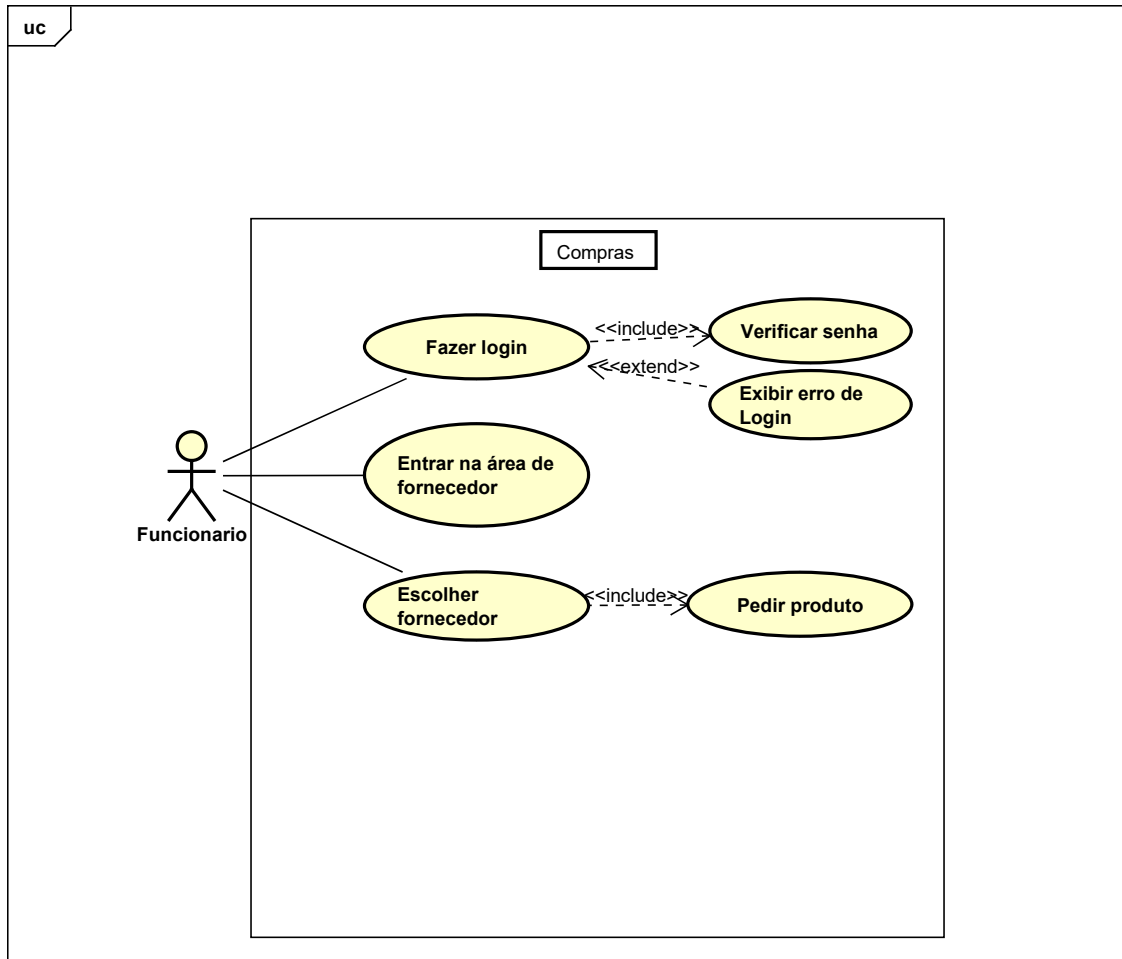 uc
Compras
Fazer login
<<include>>
Verificar senha
<<extend>>
Exibir erro de
Login
Entrar na área de
fornecedor
Funcionario
Escolher
fornecedor
<<include>>
Pedir produto